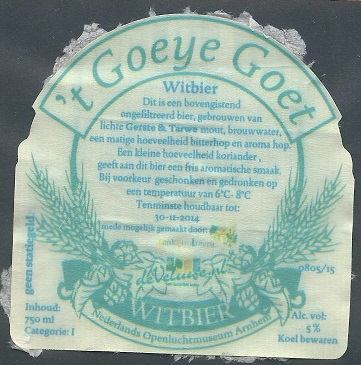 't Goeye Goet
Witbier
Dit is een bovengistend
ongefiltreerd bier, gebrouwen van
lichte Gerste & Tarwe mout, brouwwater,
een matige hoeveelheid bitterhop en aroma hop.
Een kleine hoeveelheid koriander,
geeft aan dit bier een fris aromatische smaak.
Bij voorkeur geschonken en gedronken op
een temperatuur van 6°C- 8°C
Tenminste houdbaar tot:
30-11-2014
mede mogelijk gemaakt door:
geen statiegeld
0805/15
WITBIER
Nederlands Openluchtmuseum Arnhem
Inhoud:
750 ml
Categorie: I
Alc. vol:
5 %
Koel bewaren